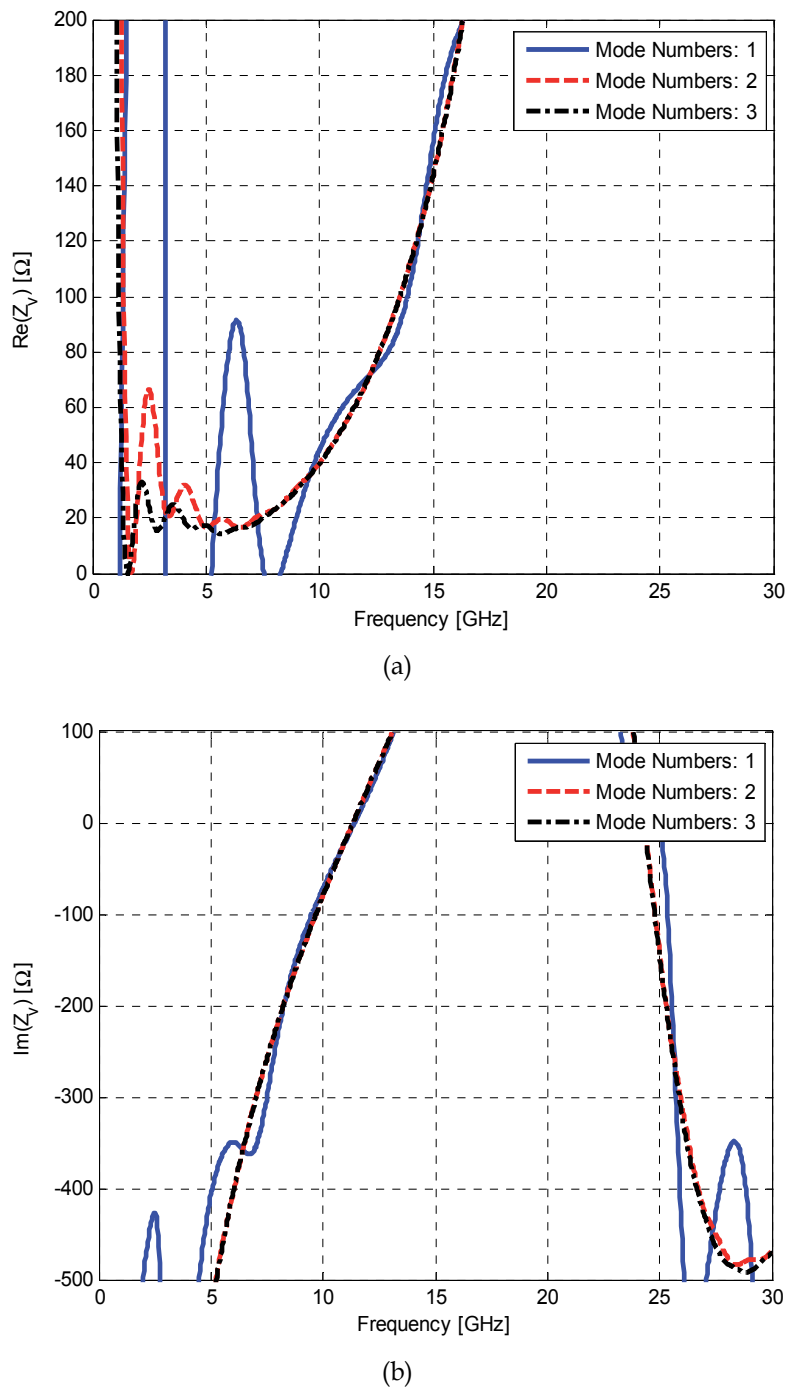 200
180
160
140
120
100
80
60
40
20
0
Re(Z_v) [Ω]
Mode Numbers: 1
Mode Numbers: 2
Mode Numbers: 3
0 5 10 15 20 25 30
Frequency [GHz]
(a)
100
0
-100
-200
-300
-400
-500
Im(Z_v) [Ω]
Mode Numbers: 1
Mode Numbers: 2
Mode Numbers: 3
0 5 10 15 20 25 30
Frequency [GHz]
(b)